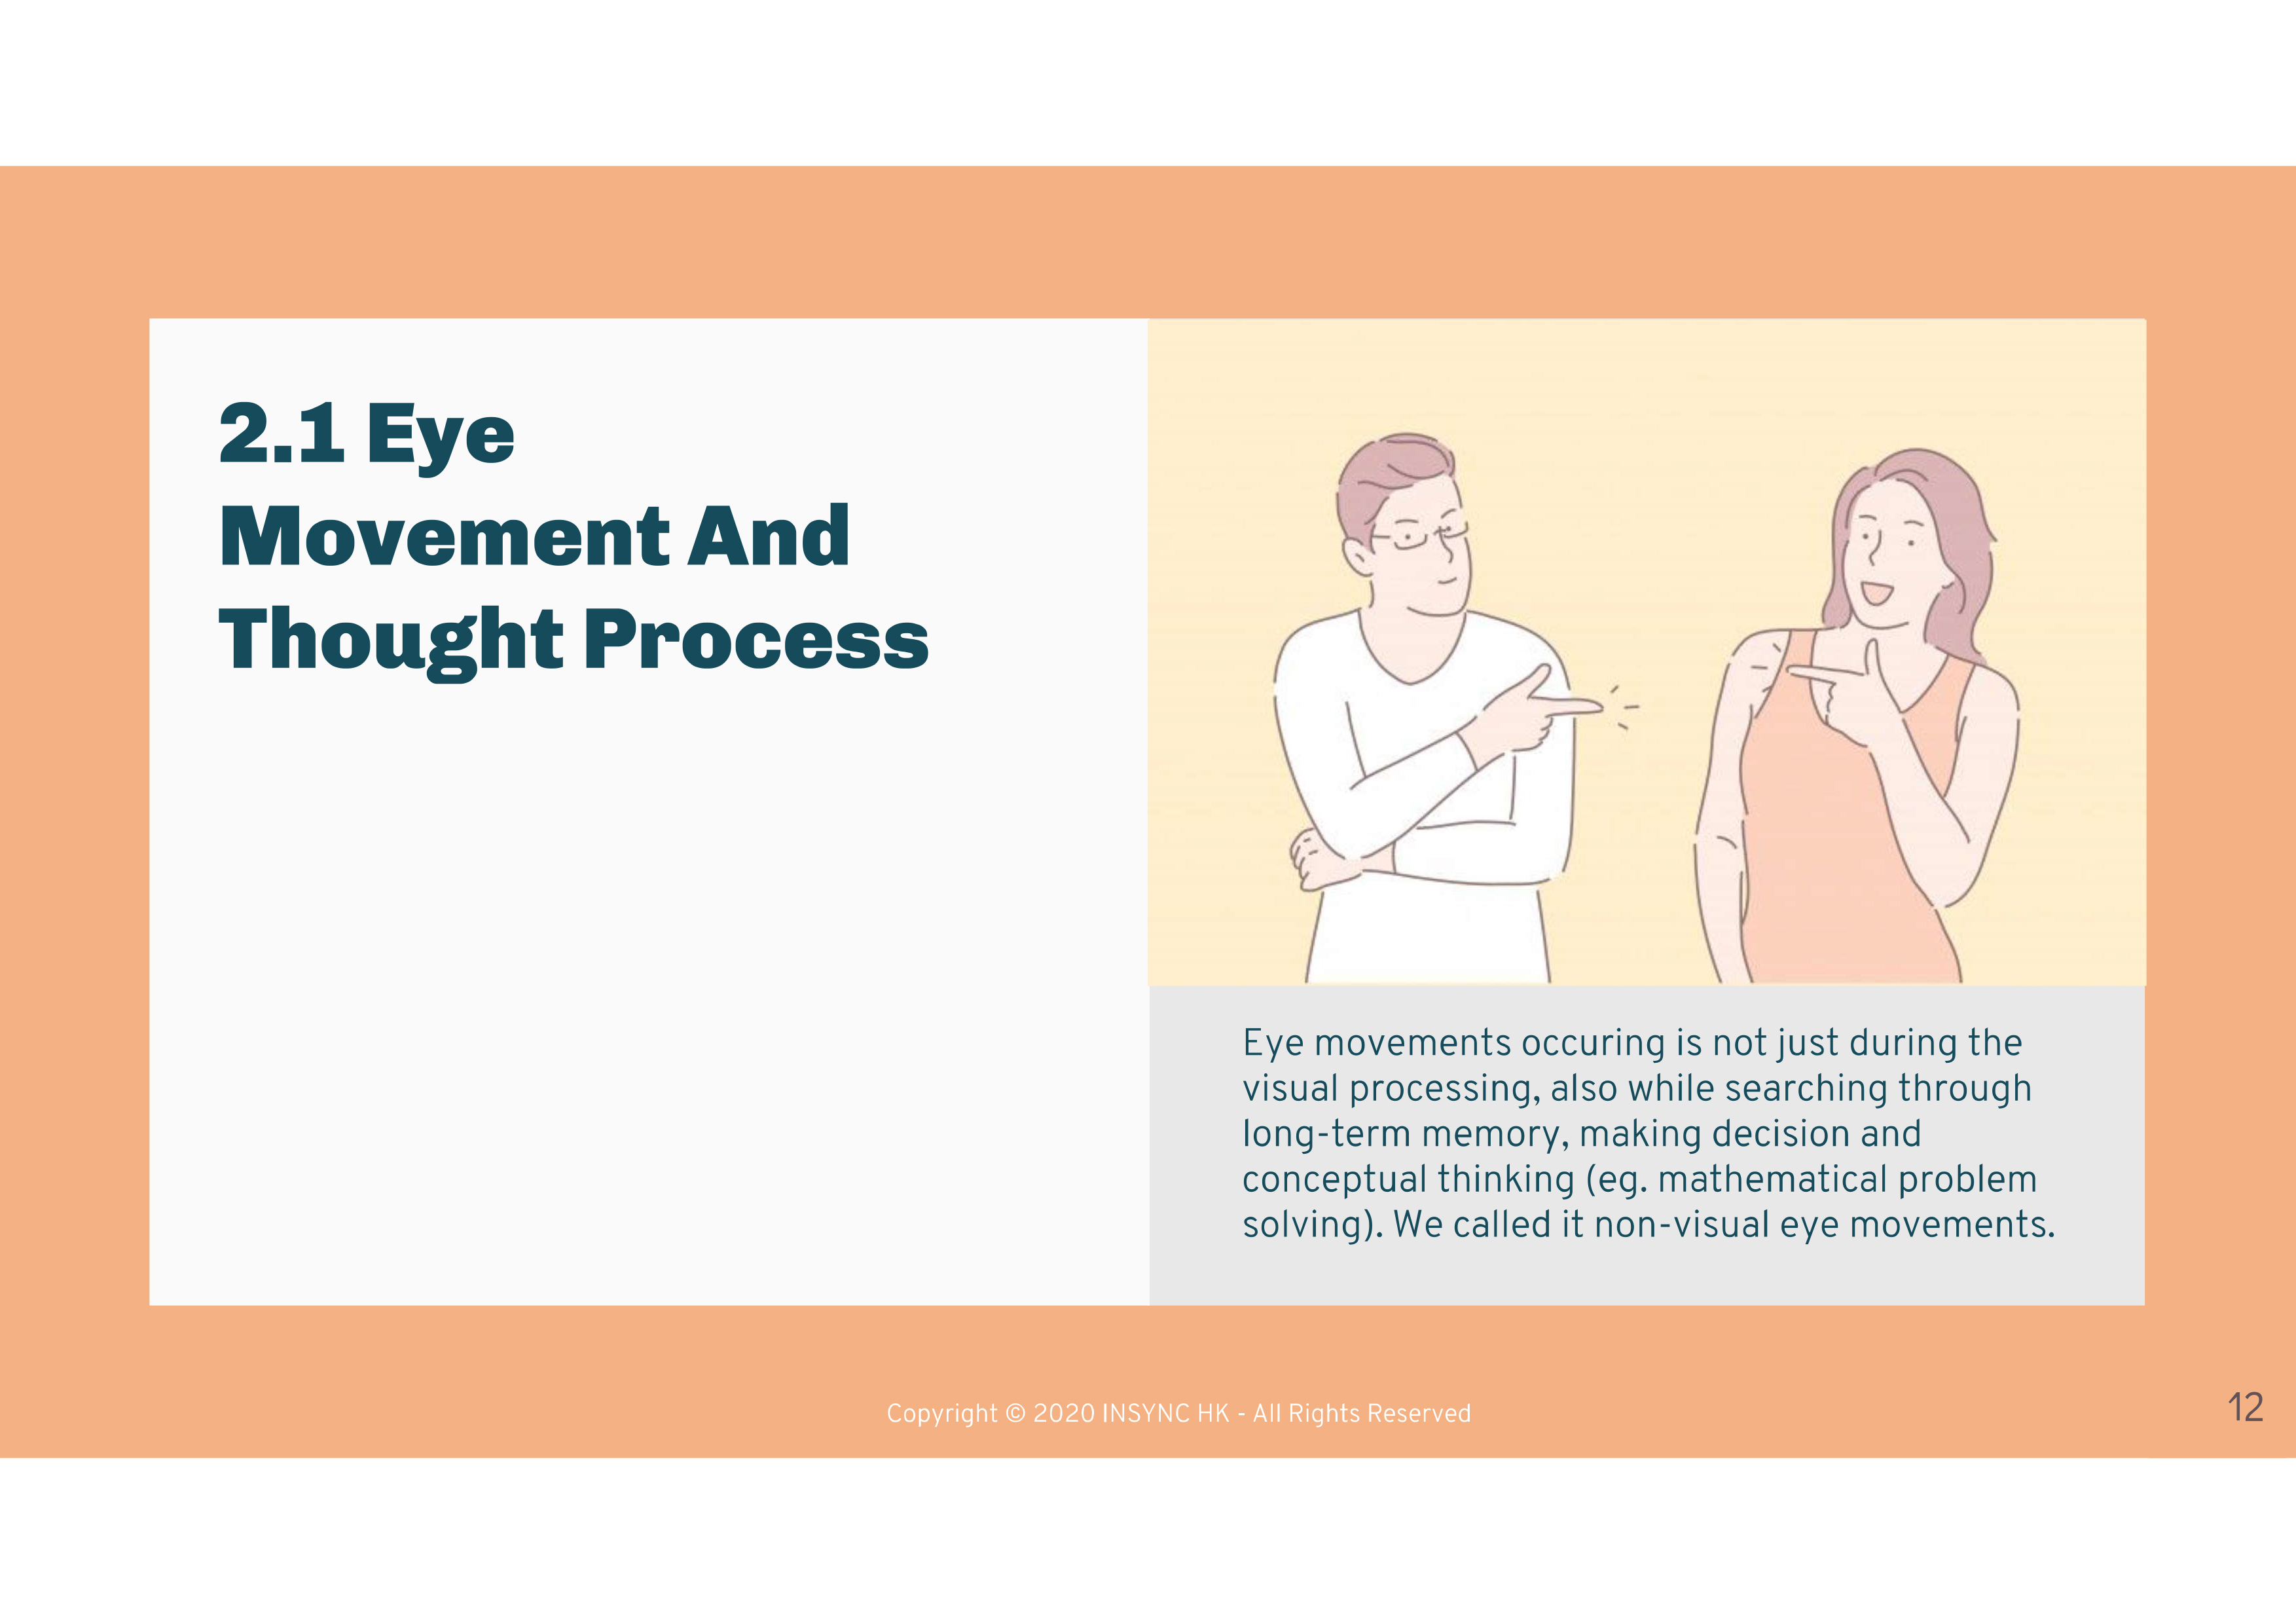 2.1 Eye
Movement And
Thought Process
Eye movements occuring is not just during the
visual processing, also while searching through
long-term memory, making decision and
conceptual thinking (eg. mathematical problem
solving). We called it non-visual eye movements.
Copyright © 2020 INSYNC HK - All Rights Reserved
12